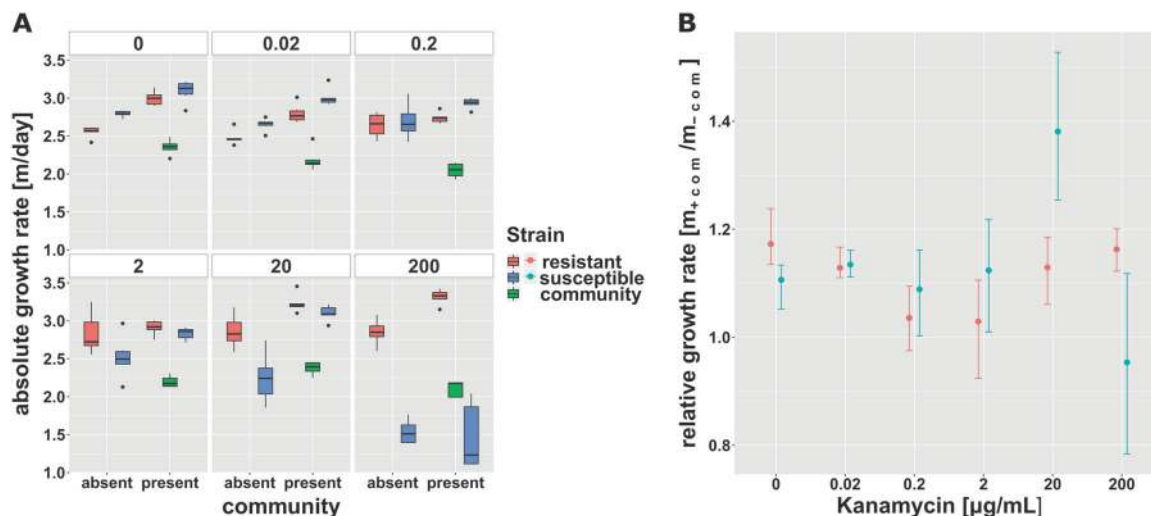 A
0 0.02 0.2
3.5
3.0
2.5
2.0
1.5
1.0
2 20 200
3.5
3.0
2.5
2.0
1.5
1.0
absolute growth rate [m/day]
absent present absent present absent present
community
Strain
resistant
susceptible
community
B
1.4
1.2
1.0
0.8
relative growth rate [m+com/m-com]
0 0.02 0.2 2 20 200
Kanamycin [µg/mL]